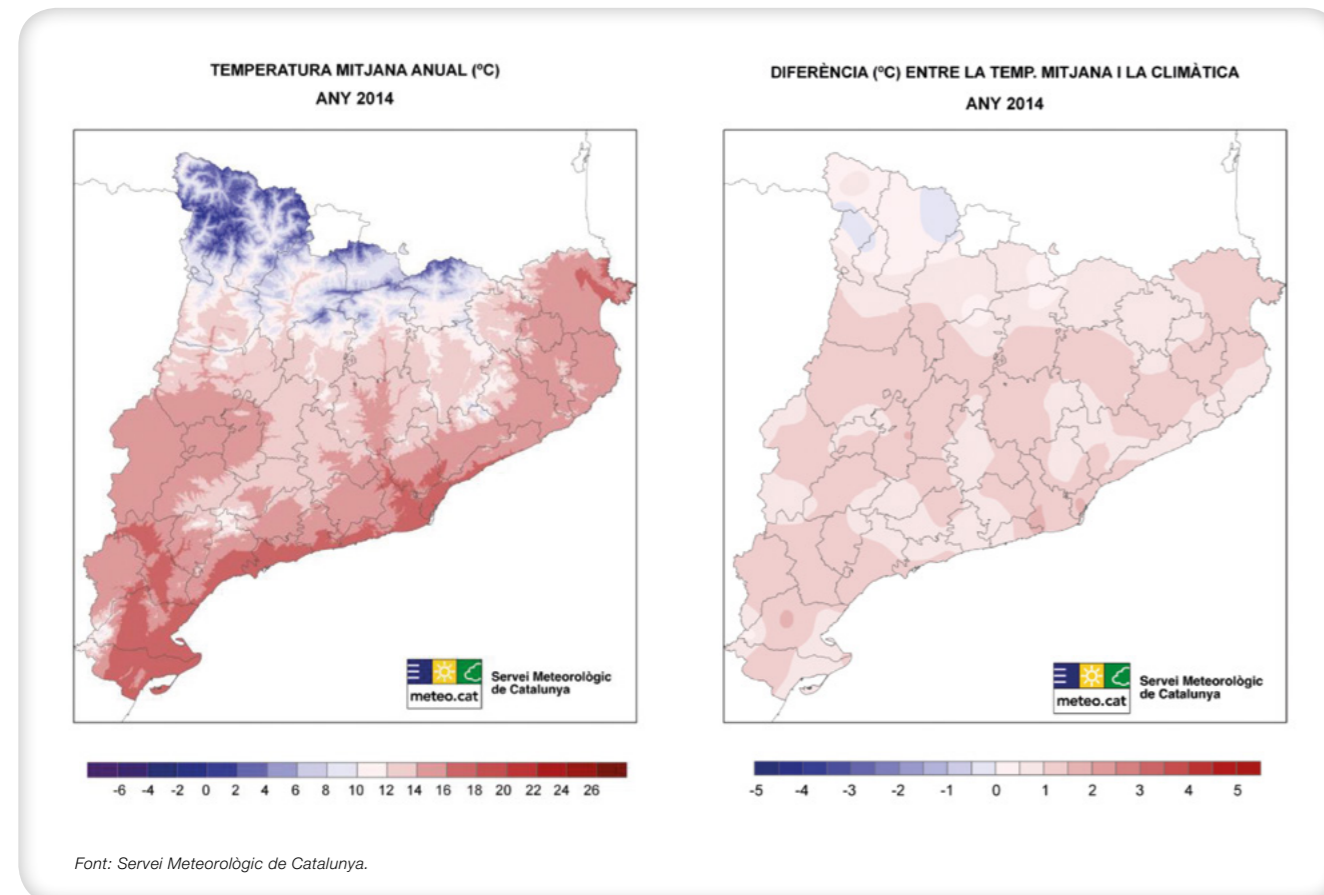 TEMPERATURA MITJANA ANUAL (ºC)
ANY 2014
meteo.cat
Servei Meteorològic
de Catalunya
-6 -4 -2 0 2 4 6 8 10 12 14 16 18 20 22 24 26
DIFERÈNCIA (ºC) ENTRE LA TEMP. MITJANA I LA CLIMÀTICA
ANY 2014
meteo.cat
Servei Meteorològic
de Catalunya
-5 -4 -3 -2 -1 0 1 2 3 4 5
Font: Servei Meteorològic de Catalunya.